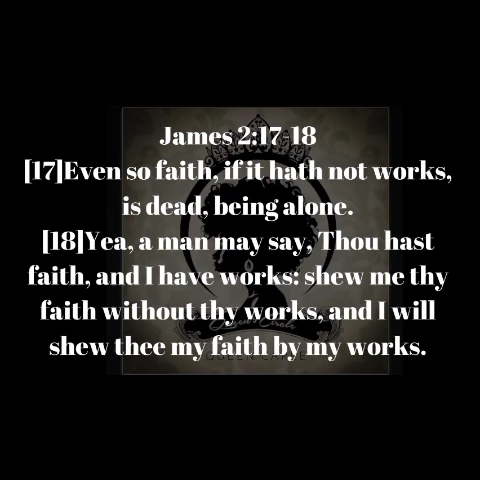 James 2:17-18
[17]Even so faith, if it hath not works,
is dead, being alone.
[18]Yea, a man may say, Thou hast
faith, and I have works: shew me thy
faith without thy works, and I will
shew thee my faith by my works.